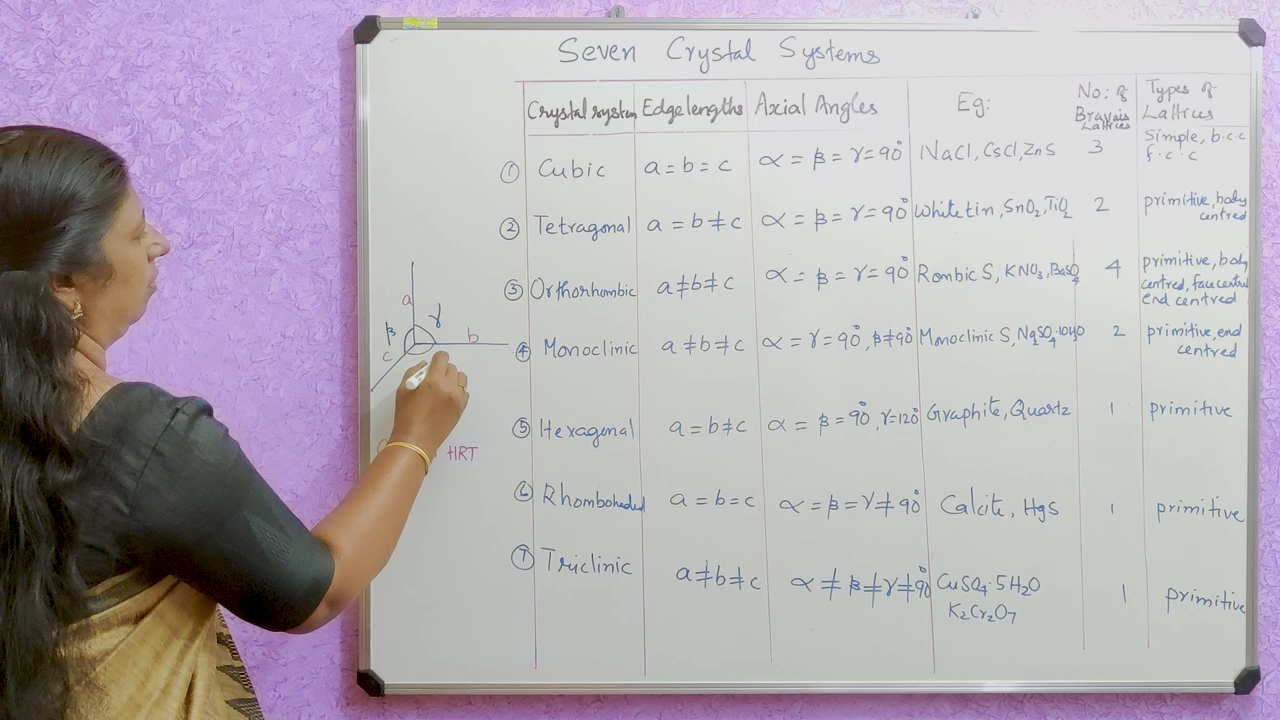 Seven Crystal Systems
Crystal system Edge lengths Axial Angles Eg: No: of Bravais Lattices Types of Lattices
① Cubic a = b = c α = β = γ = 90° NaCl, CsCl, ZnS 3 Simple, b.c.c f.c.c
② Tetragonal a = b ≠ c α = β = γ = 90° White tin, SnO₂, TiO₂ 2 primitive, body centred
③ Orthorhombic a ≠ b ≠ c α = β = γ = 90° Rombic S, KNO₃, BaSO₄ 4 primitive, body centred, face centred end centred
④ Monoclinic a ≠ b ≠ c α = γ = 90°, β ≠ 90° Monoclinic S, Na₂SO₄·10H₂O 2 primitive, end centred
⑤ Hexagonal a = b ≠ c α = β = 90°, γ = 120° Graphite, Quartz 1 primitive
⑥ Rhombohedral a = b = c α = β = γ ≠ 90° Calcite, HgS 1 primitive
⑦ Triclinic a ≠ b ≠ c α ≠ β ≠ γ ≠ 90° CuSO₄·5H₂O K₂Cr₂O₇ 1 primitive
a
β γ
c b
HRT